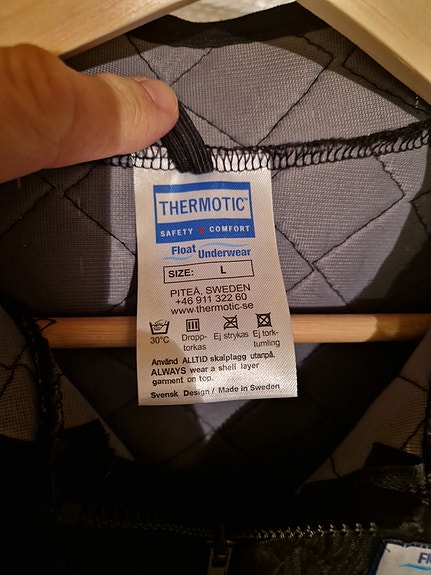 THERMOTIC™
SAFETY COMFORT
Float Underwear
SIZE: L
PITEÅ, SWEDEN
+46 911 322 60
www.thermotic-se
30°C Dropp- Ej strykas Ej tork-
torkas tumling
Använd ALLTID skalplagg utanpå.
ALWAYS wear a shell layer
garment on top.
Svensk Design / Made in Sweden